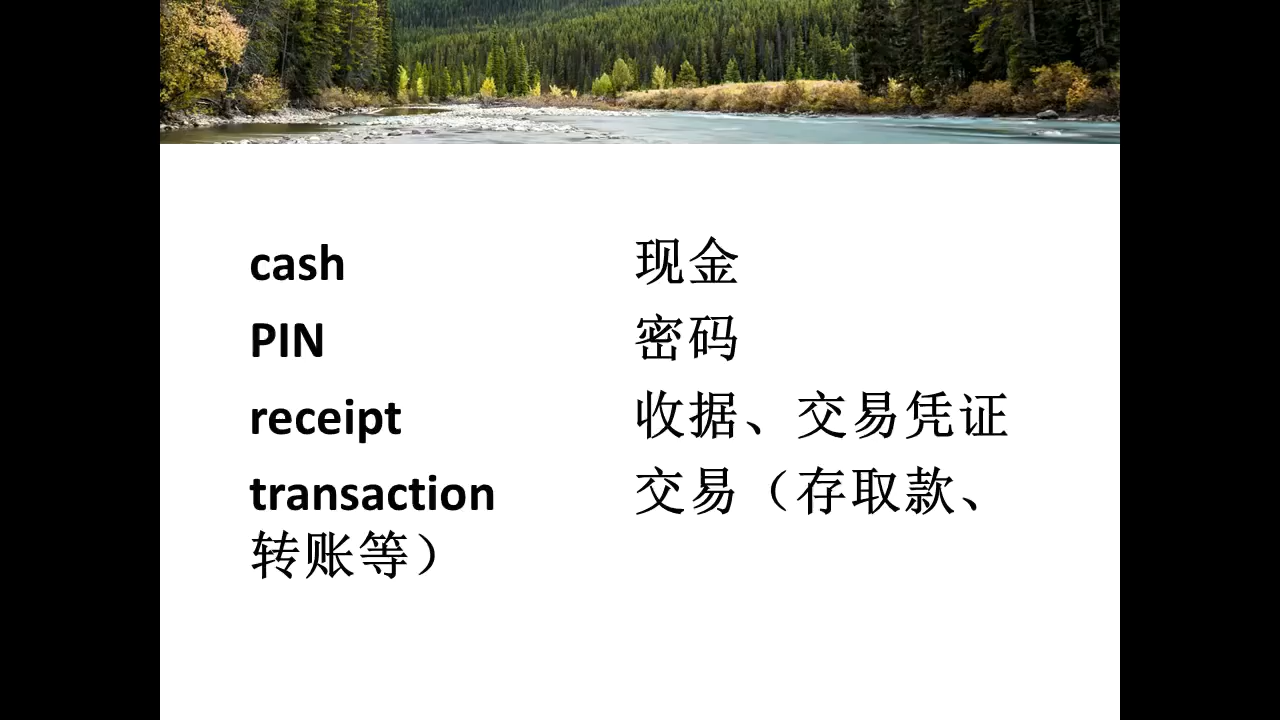 cash 现金
PIN 密码
receipt 收据、交易凭证
transaction 交易（存取款、
转账等）